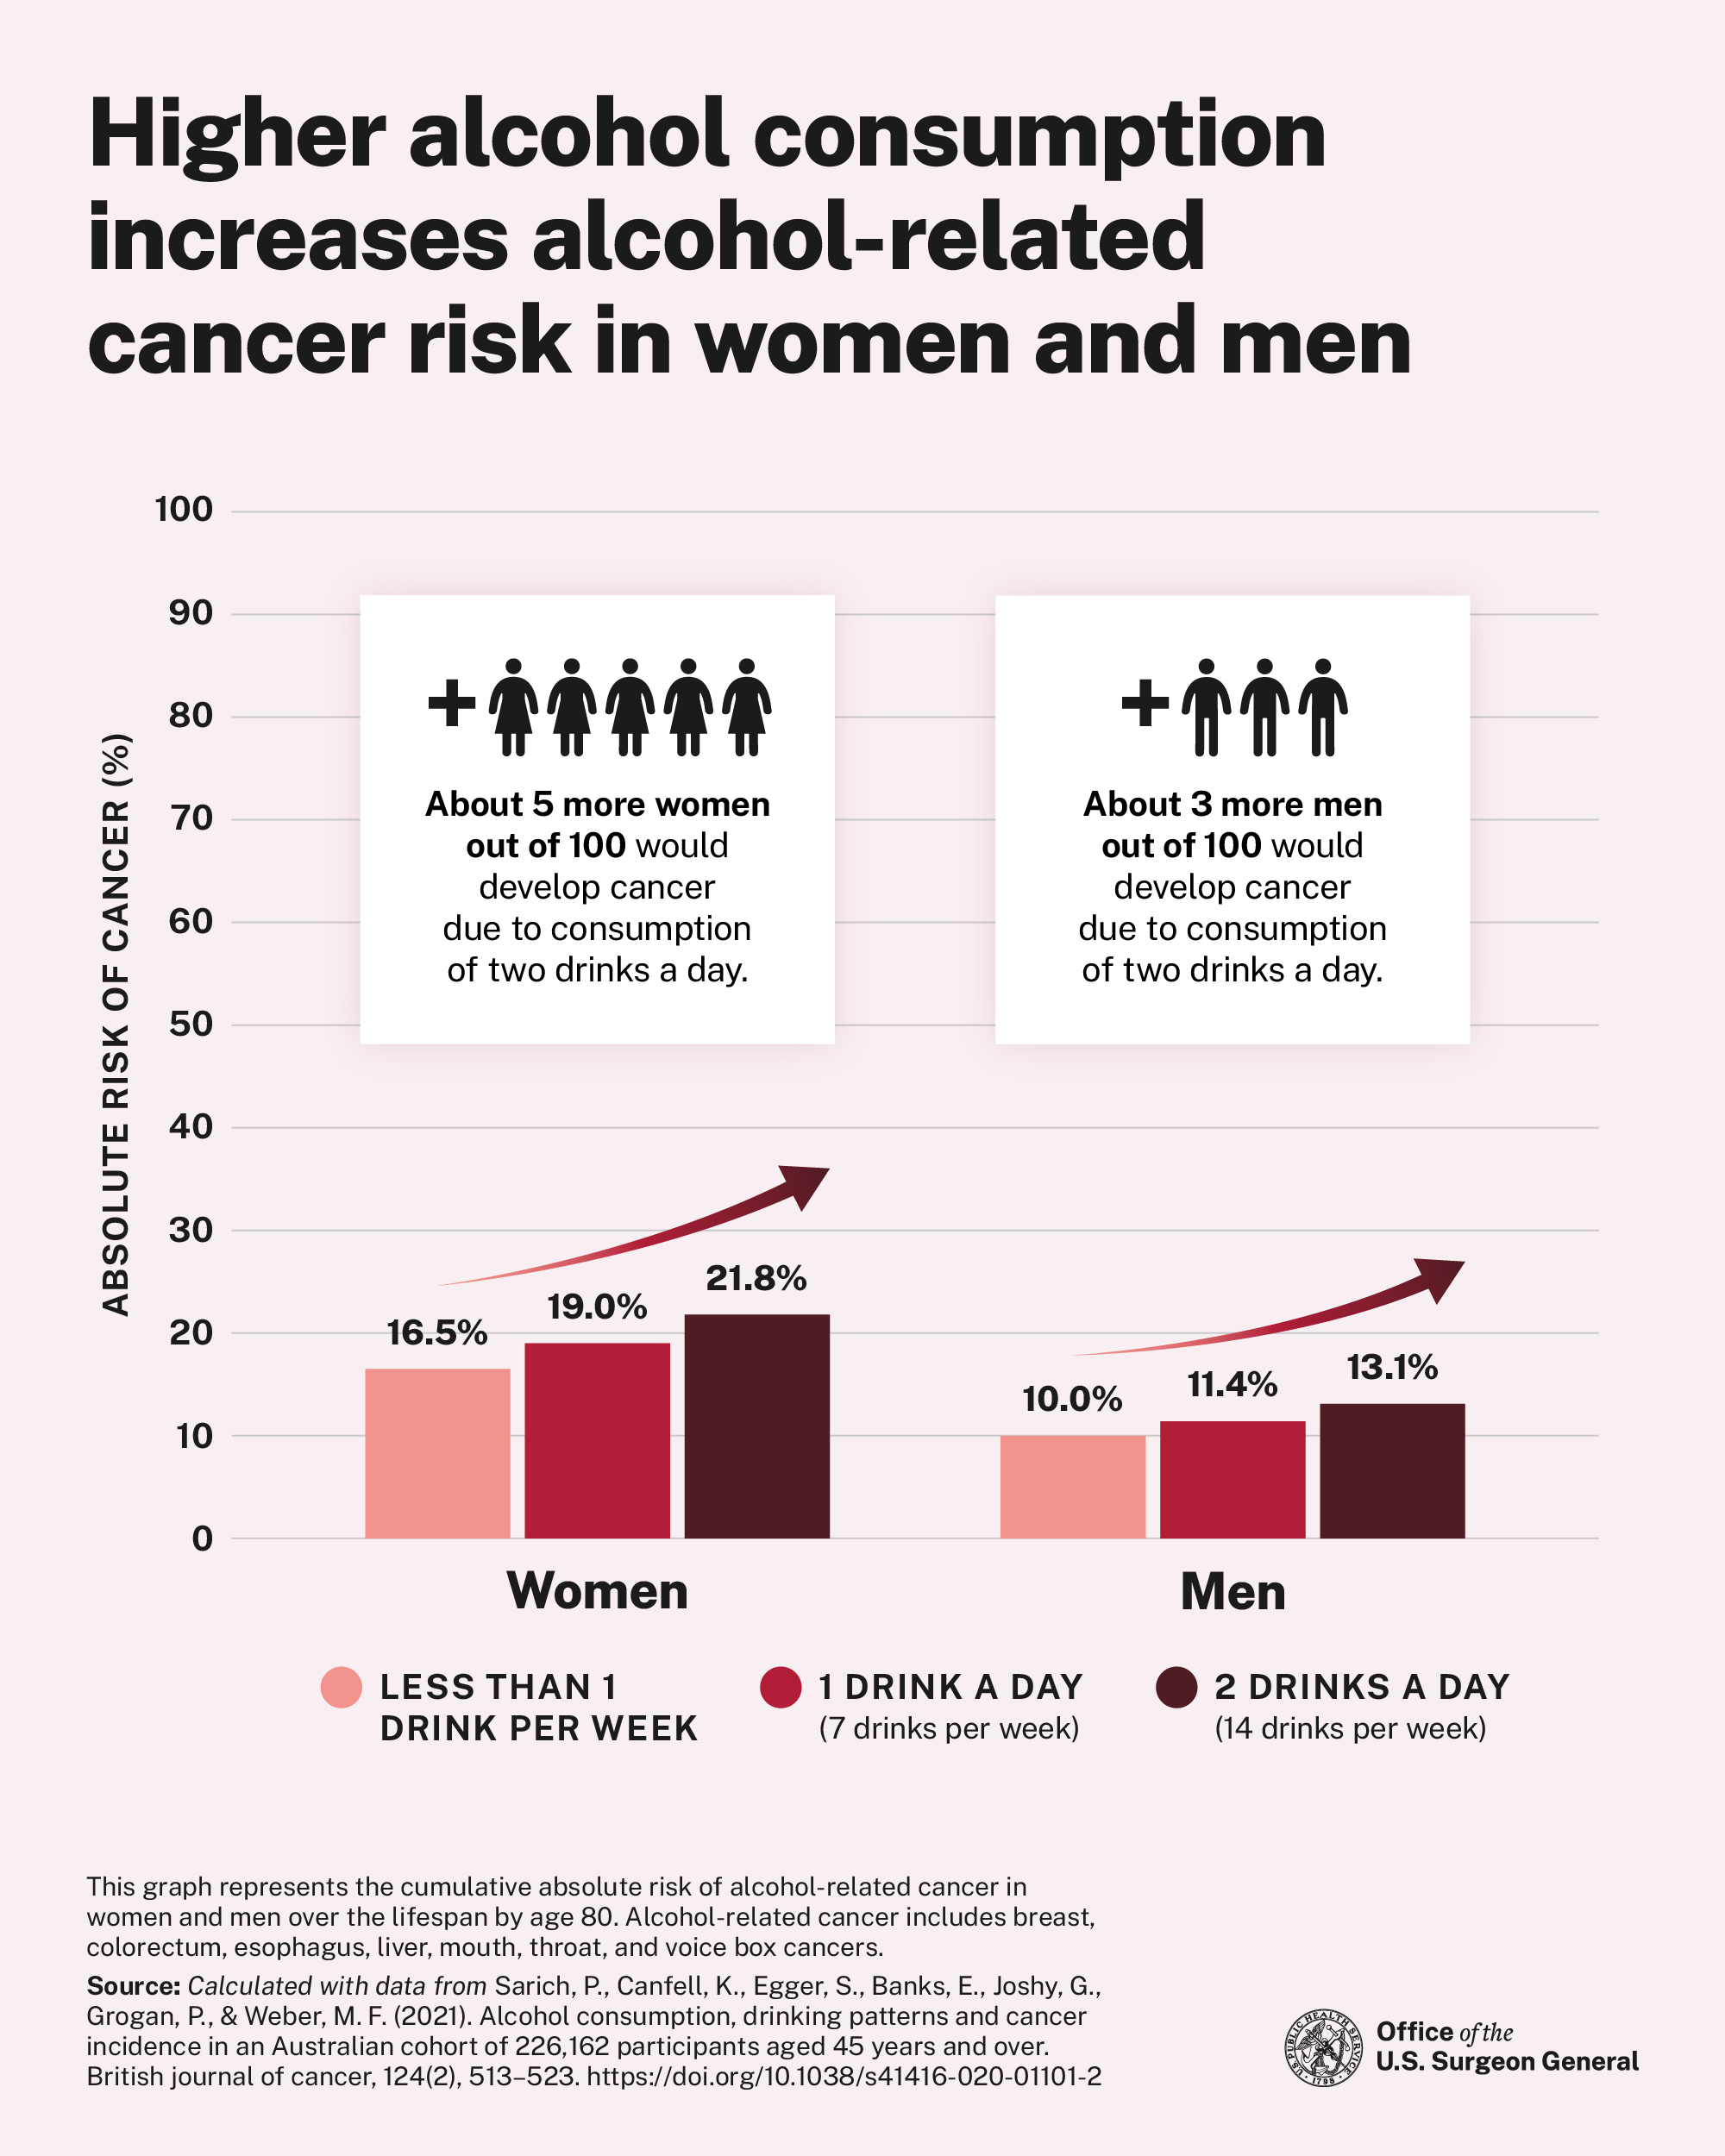 Higher alcohol consumption
increases alcohol-related
cancer risk in women and men
ABSOLUTE RISK OF CANCER (%)
100
90
80
70
60
50
40
30
20
10
0
+
About 5 more women
out of 100 would
develop cancer
due to consumption
of two drinks a day.
+
About 3 more men
out of 100 would
develop cancer
due to consumption
of two drinks a day.
16.5%
19.0%
21.8%
10.0%
11.4%
13.1%
Women
Men
LESS THAN 1
DRINK PER WEEK
1 DRINK A DAY
(7 drinks per week)
2 DRINKS A DAY
(14 drinks per week)
This graph represents the cumulative absolute risk of alcohol-related cancer in
women and men over the lifespan by age 80. Alcohol-related cancer includes breast,
colorectum, esophagus, liver, mouth, throat, and voice box cancers.
Source: Calculated with data from Sarich, P., Canfell, K., Egger, S., Banks, E., Joshy, G.,
Grogan, P., & Weber, M. F. (2021). Alcohol consumption, drinking patterns and cancer
incidence in an Australian cohort of 226,162 participants aged 45 years and over.
British journal of cancer, 124(2), 513–523. https://doi.org/10.1038/s41416-020-01101-2
U.S. PUBLIC HEALTH SERVICE
1798
Office of the
U.S. Surgeon General